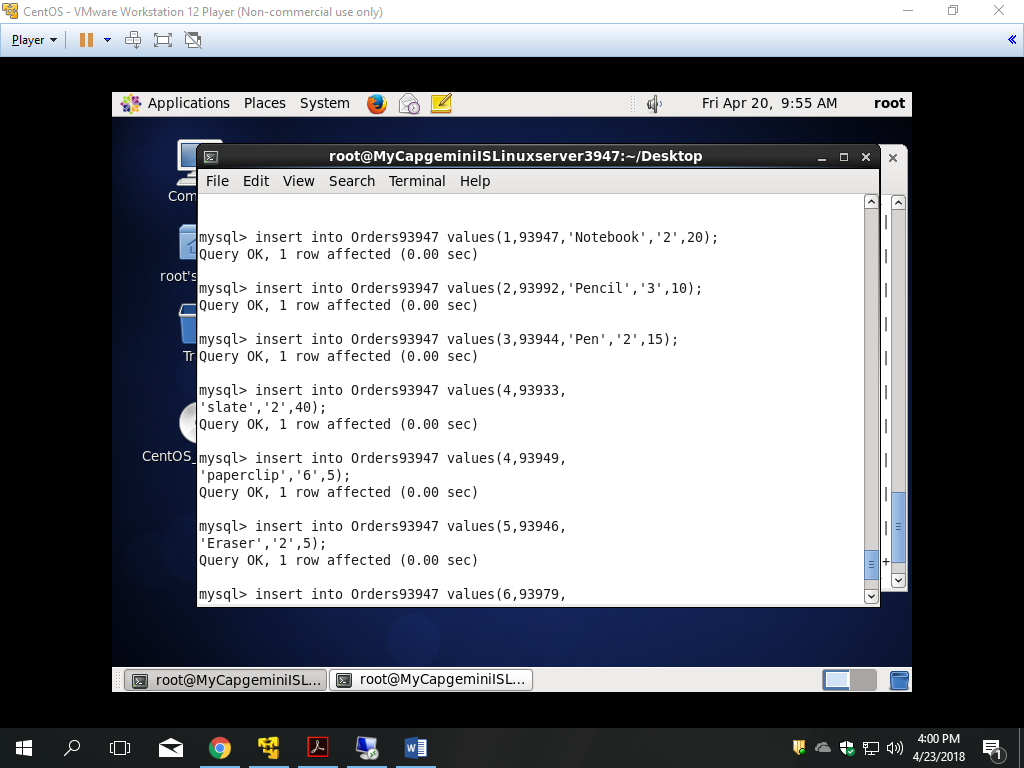 CentOS - VMware Workstation 12 Player (Non-commercial use only)
Player
Applications Places System
Fri Apr 20, 9:55 AM
root
root@MyCapgeminiISLinuxserver3947:~/Desktop
File Edit View Search Terminal Help
Com
root's
Tr
CentOS_
mysql> insert into Orders93947 values(1,93947,'Notebook','2',20);
Query OK, 1 row affected (0.00 sec)
mysql> insert into Orders93947 values(2,93992,'Pencil','3',10);
Query OK, 1 row affected (0.00 sec)
mysql> insert into Orders93947 values(3,93944,'Pen','2',15);
Query OK, 1 row affected (0.00 sec)
mysql> insert into Orders93947 values(4,93933,
'slate','2',40);
Query OK, 1 row affected (0.00 sec)
mysql> insert into Orders93947 values(4,93949,
'paperclip','6',5);
Query OK, 1 row affected (0.00 sec)
mysql> insert into Orders93947 values(5,93946,
'Eraser','2',5);
Query OK, 1 row affected (0.00 sec)
mysql> insert into Orders93947 values(6,93979,
root@MyCapgeminiISL...
root@MyCapgeminiISL...
4:00 PM
4/23/2018
1